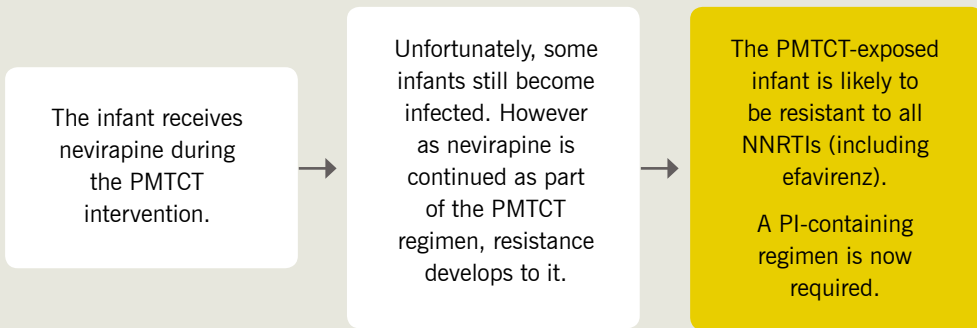 The infant receives
nevirapine during
the PMTCT
intervention.
Unfortunately, some
infants still become
infected. However
as nevirapine is
continued as part
of the PMTCT
regimen, resistance
develops to it.
The PMTCT-exposed
infant is likely to
be resistant to all
NNRTIs (including
efavirenz).
A PI-containing
regimen is now
required.